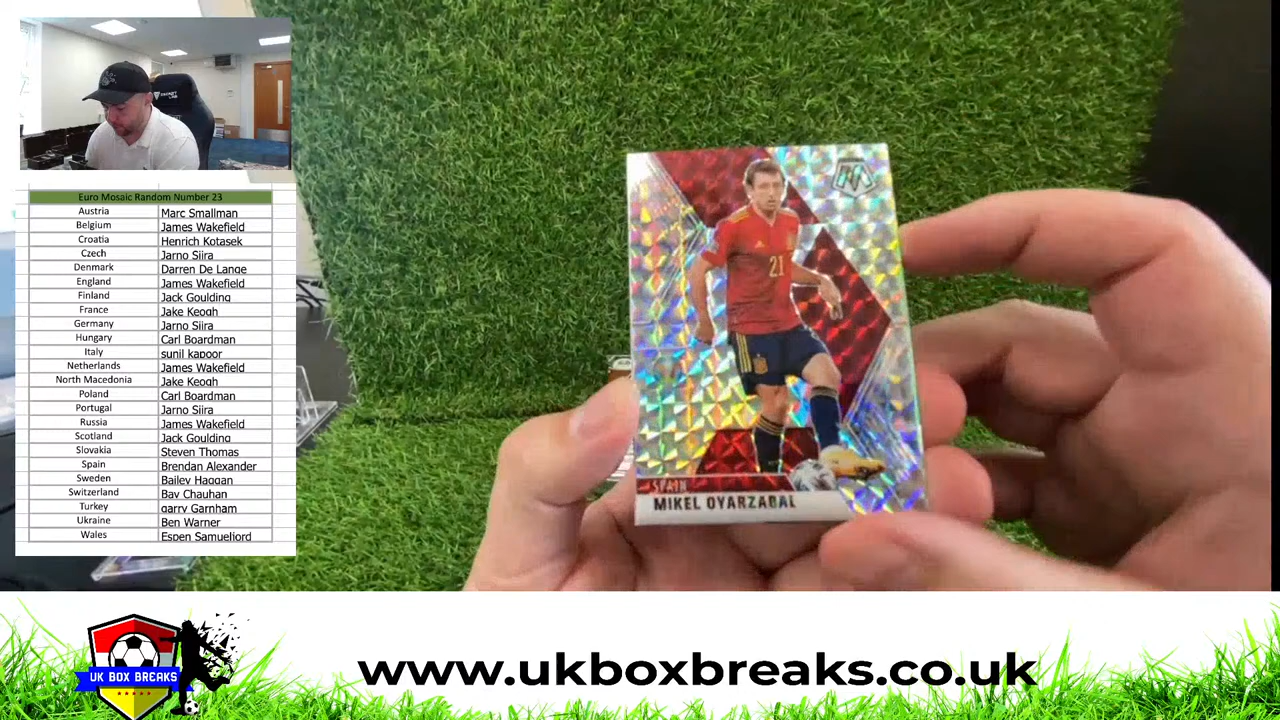 Euro Mosaic Random Number 23
Austria Marc Smallman
Belgium James Wakefield
Croatia Henrich Kotasek
Czech Jarno Siira
Denmark Darren De Lange
England James Wakefield
Finland Jack Goulding
France Jake Keogh
Germany Jarno Siira
Hungary Carl Boardman
Italy sunil kapoor
Netherlands James Wakefield
North Macedonia Jake Keogh
Poland Carl Boardman
Portugal Jarno Siira
Russia James Wakefield
Scotland Jack Goulding
Slovakia Steven Thomas
Spain Brendan Alexander
Sweden Bailey Haggan
Switzerland Bav Chauhan
Turkey garry Garnham
Ukraine Ben Warner
Wales Espen Samueljord
21
SPAIN
MIKEL OYARZABAL
UK BOX BREAKS
www.ukboxbreaks.co.uk